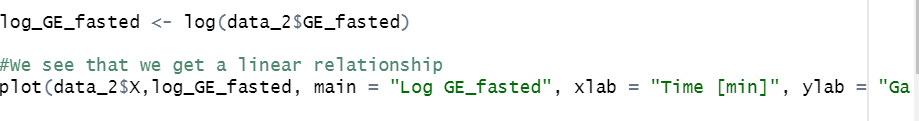 log_GE_fasted <- log(data_2$GE_fasted)
#We see that we get a linear relationship
plot(data_2$X,log_GE_fasted, main = "Log GE_fasted", xlab = "Time [min]", ylab = "Ga